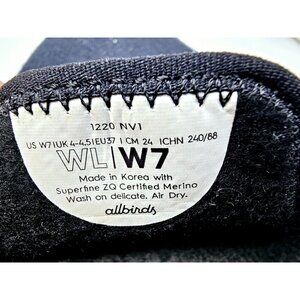 1220 NV1
US W7 | UK 4-4.5 | EU37 | CM 24 | CHN 240/88
WL | W7
Made in Korea with
Superfine ZQ Certified Merino
Wash on delicate. Air Dry.
allbirds